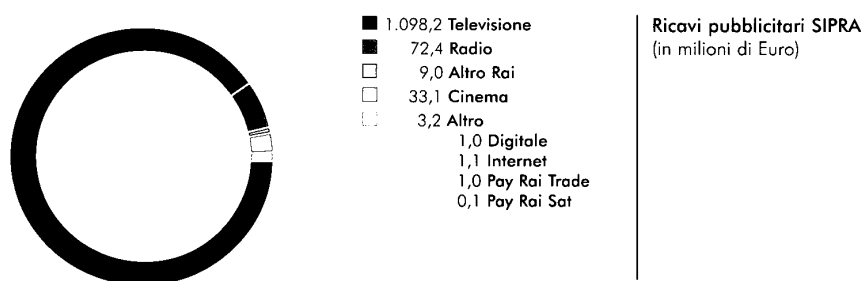 1.098,2 Televisione
72,4 Radio
9,0 Altro Rai
33,1 Cinema
3,2 Altro
1,0 Digitale
1,1 Internet
1,0 Pay Rai Trade
0,1 Pay Rai Sat
Ricavi pubblicitari SIPRA
(in milioni di Euro)